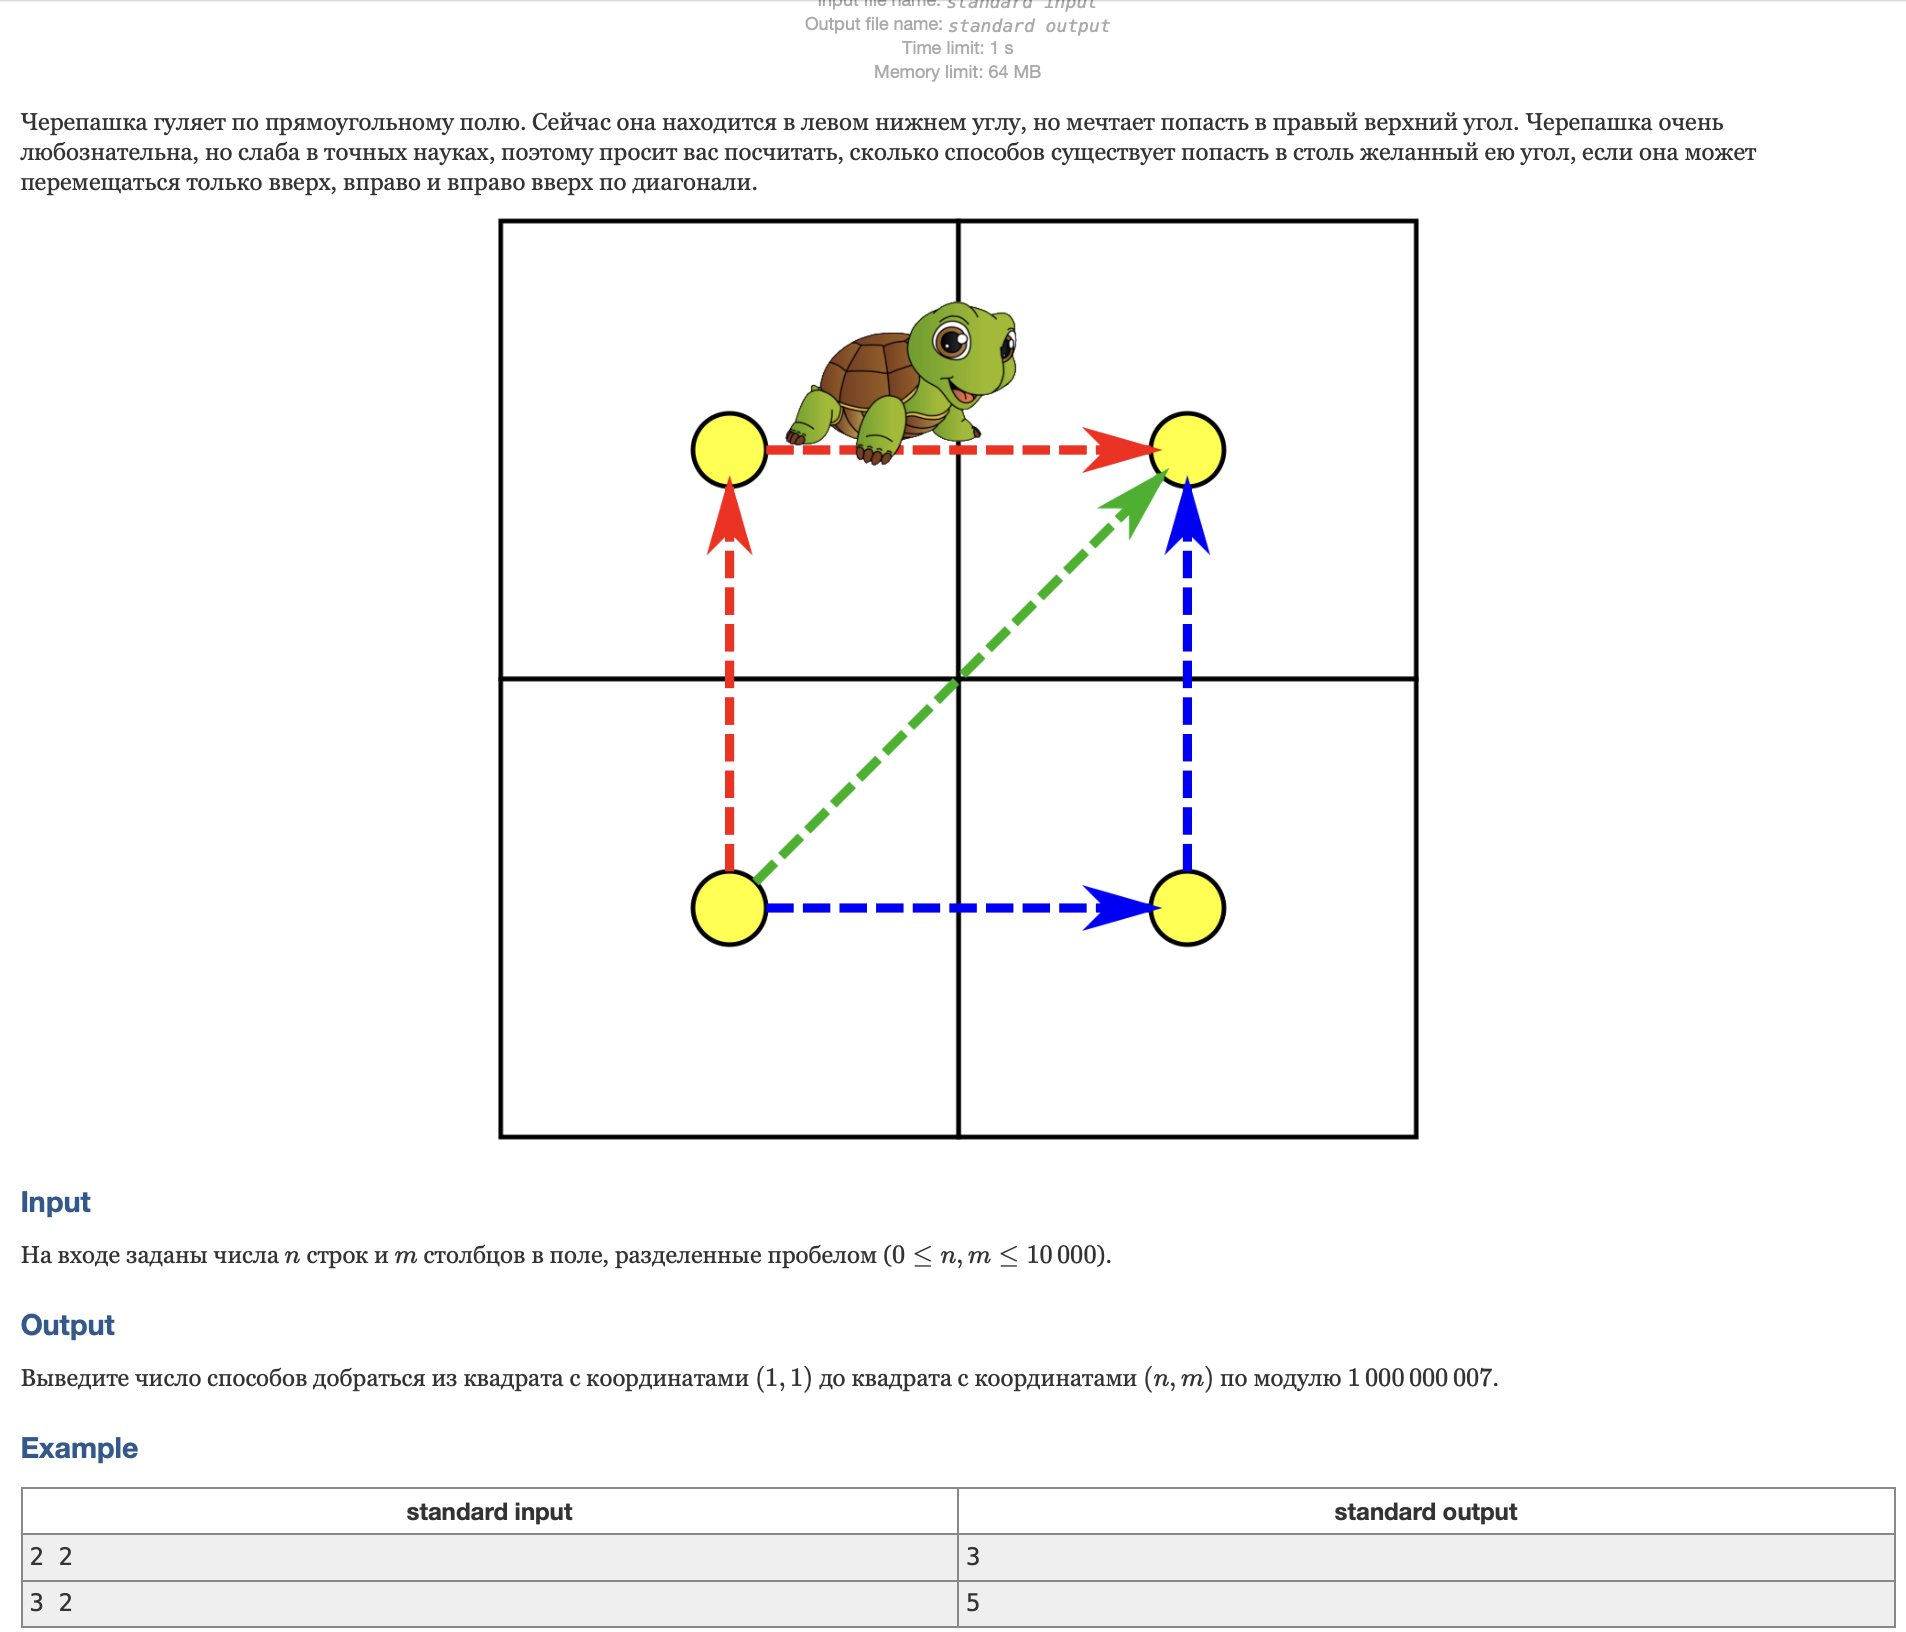 Input file name: standard input
Output file name: standard output
Time limit: 1 s
Memory limit: 64 MB
Черепашка гуляет по прямоугольному полю. Сейчас она находится в левом нижнем углу, но мечтает попасть в правый верхний угол. Черепашка очень
любознательна, но слаба в точных науках, поэтому просит вас посчитать, сколько способов существует попасть в столь желанный ею угол, если она может
перемещаться только вверх, вправо и вправо вверх по диагонали.
Input
На входе заданы числа n строк и m столбцов в поле, разделенные пробелом (0 ≤ n, m ≤ 10 000).
Output
Выведите число способов добраться из квадрата с координатами (1, 1) до квадрата с координатами (n, m) по модулю 1 000 000 007.
Example
standard input standard output
2 2 3
3 2 5